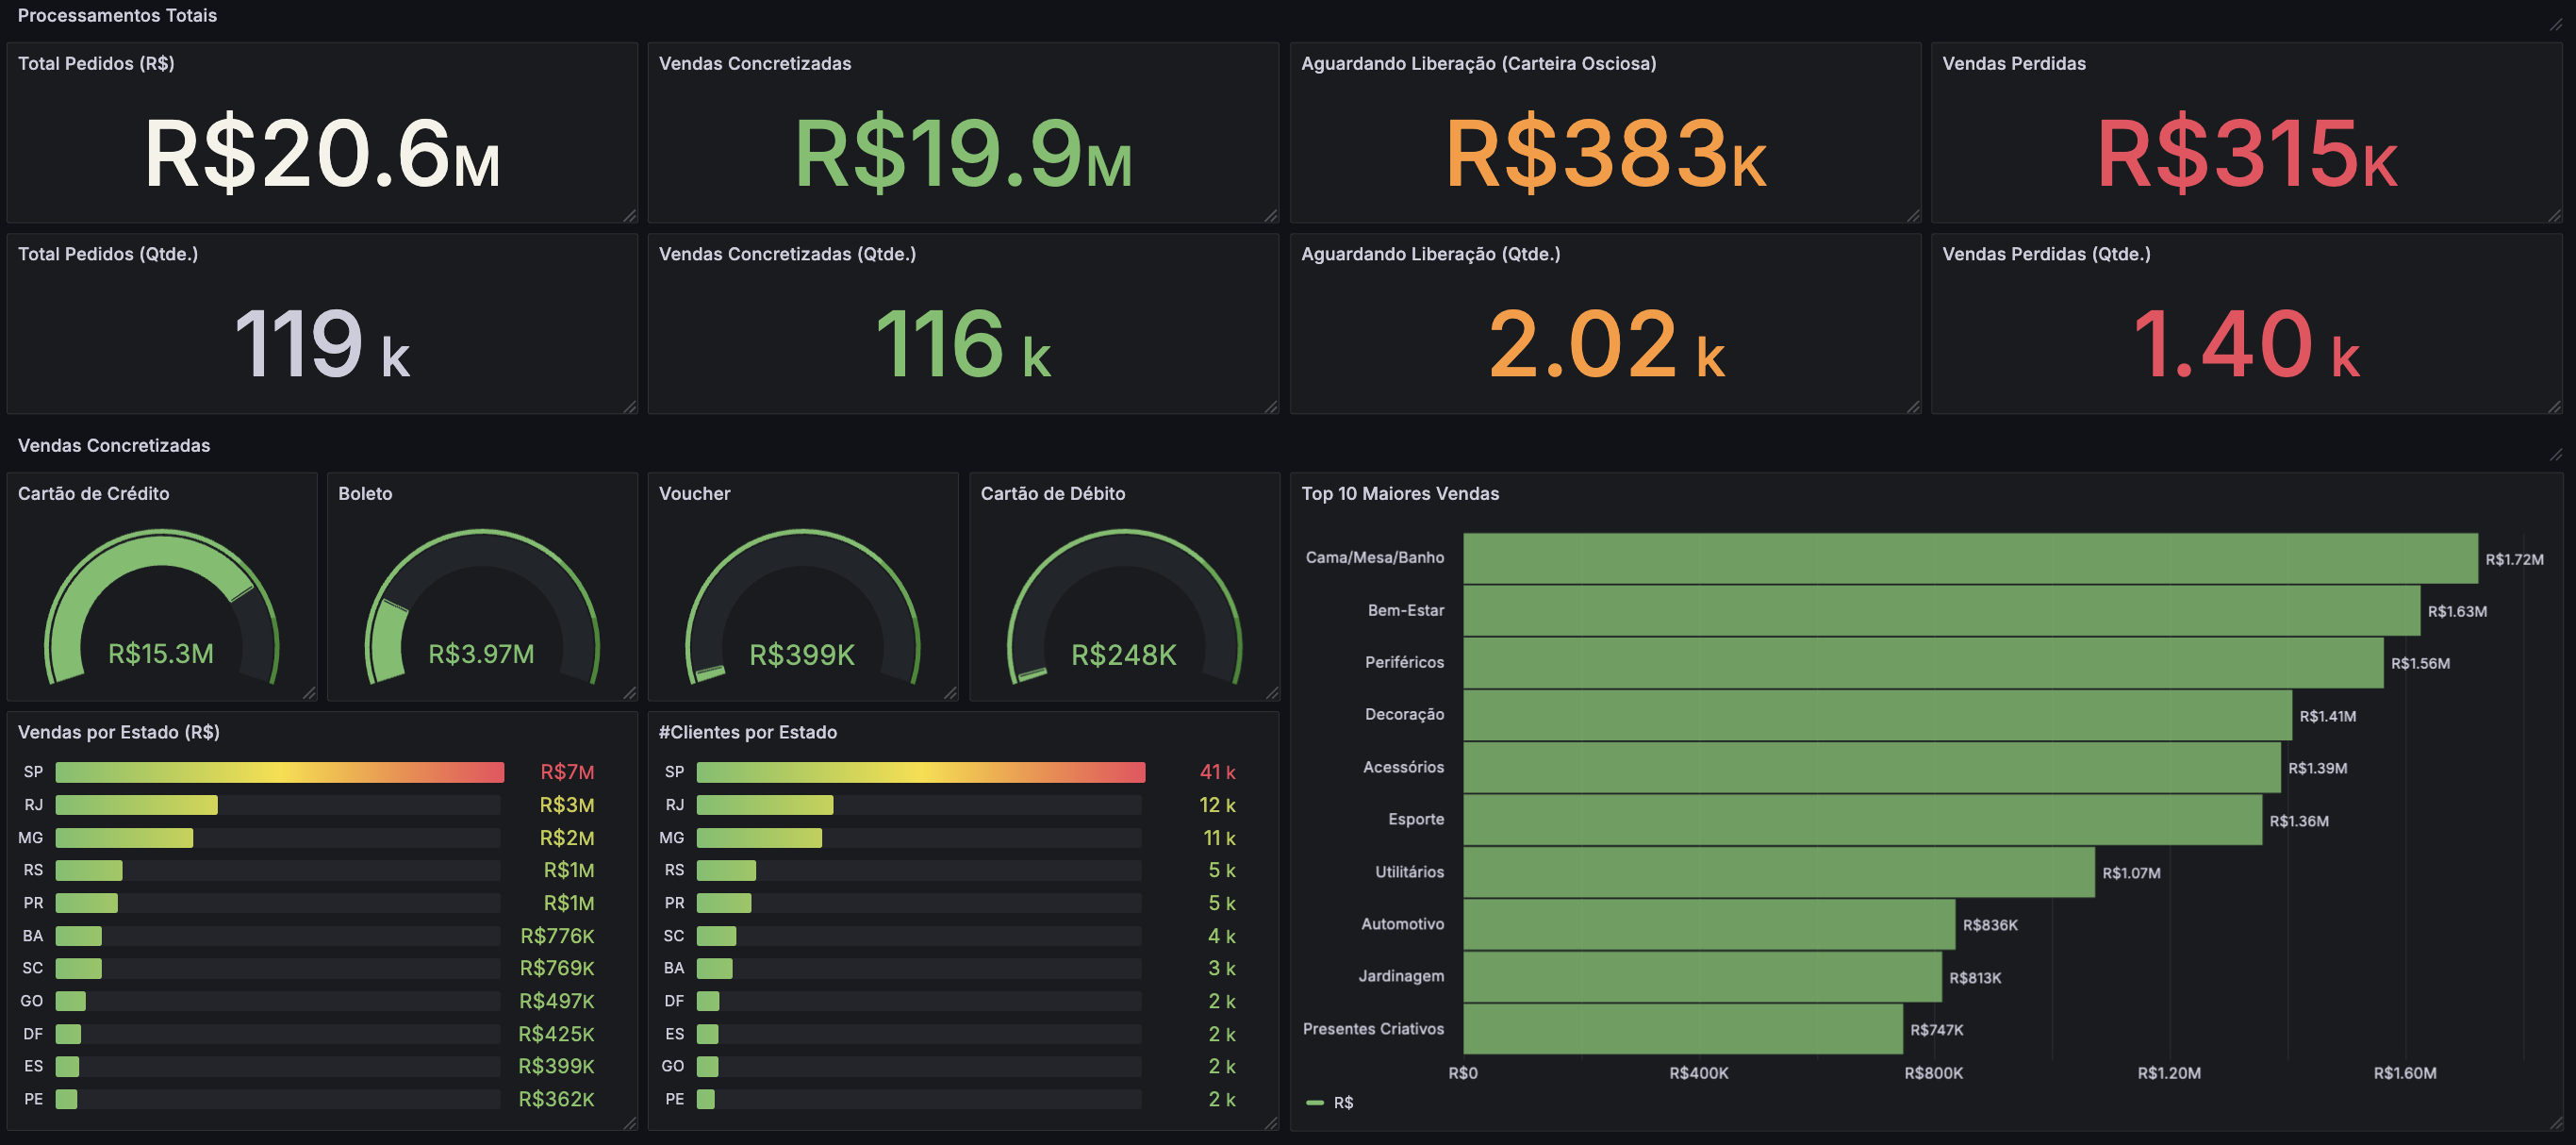 Processamentos Totais
Total Pedidos (R$)
R$20.6M
Vendas Concretizadas
R$19.9M
Aguardando Liberação (Carteira Osciosa)
R$383K
Vendas Perdidas
R$315K
Total Pedidos (Qtde.)
119 k
Vendas Concretizadas (Qtde.)
116 k
Aguardando Liberação (Qtde.)
2.02 k
Vendas Perdidas (Qtde.)
1.40 k
Vendas Concretizadas
Cartão de Crédito
R$15.3M
Boleto
R$3.97M
Voucher
R$399K
Cartão de Débito
R$248K
Vendas por Estado (R$)
SP R$7M
RJ R$3M
MG R$2M
RS R$1M
PR R$1M
BA R$776K
SC R$769K
GO R$497K
DF R$425K
ES R$399K
PE R$362K
#Clientes por Estado
SP 41 k
RJ 12 k
MG 11 k
RS 5 k
PR 5 k
SC 4 k
BA 3 k
DF 2 k
ES 2 k
GO 2 k
PE 2 k
Top 10 Maiores Vendas
Cama/Mesa/Banho R$1.72M
Bem-Estar R$1.63M
Periféricos R$1.56M
Decoração R$1.41M
Acessórios R$1.39M
Esporte R$1.36M
Utilitários R$1.07M
Automotivo R$836K
Jardinagem R$813K
Presentes Criativos R$747K
R$0 R$400K R$800K R$1.20M R$1.60M
R$